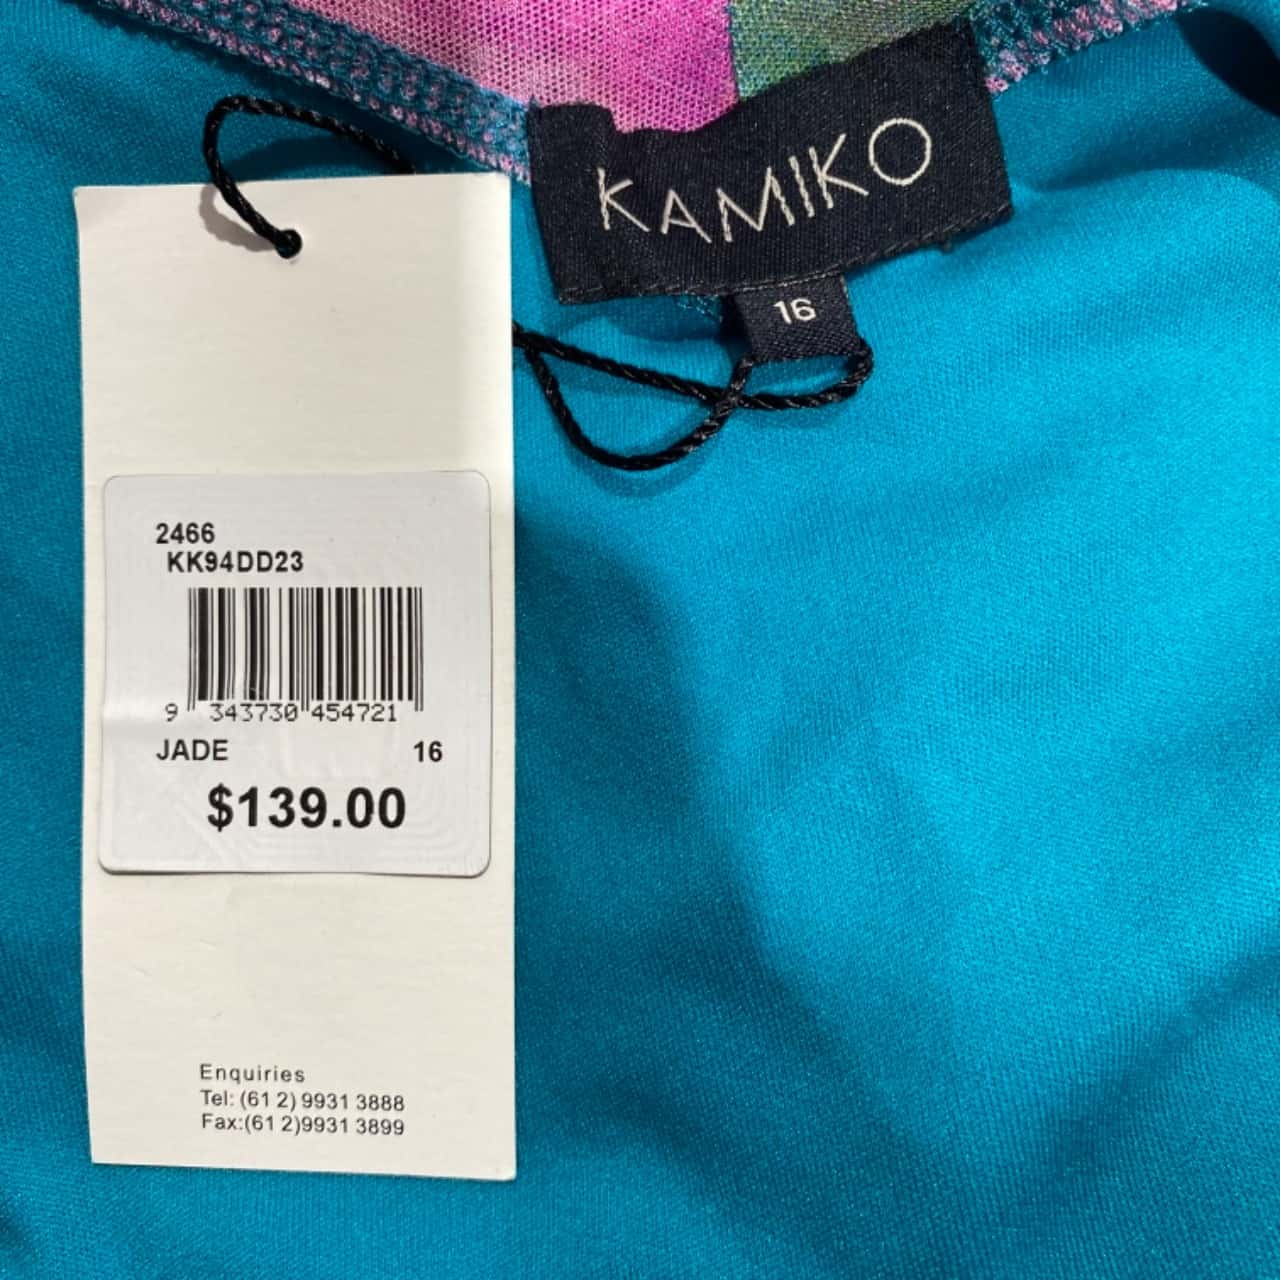 KAMIKO
16
2466
KK94DD23
9 343730 454721
JADE 16
$139.00
Enquiries
Tel: (61 2) 9931 3888
Fax:(61 2)9931 3899